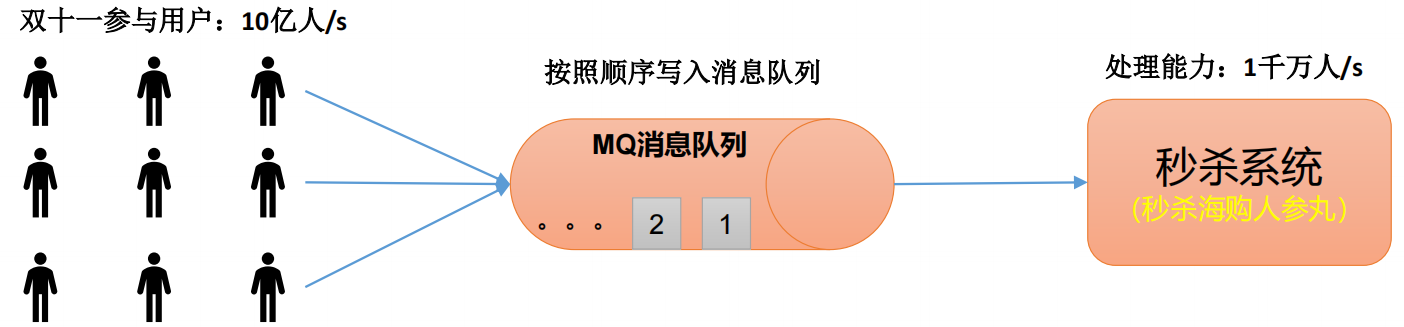 双十一参与用户：10亿人/s
按照顺序写入消息队列
处理能力：1千万人/s
MQ消息队列
。。。 2 1
秒杀系统
（秒杀海购人参丸）